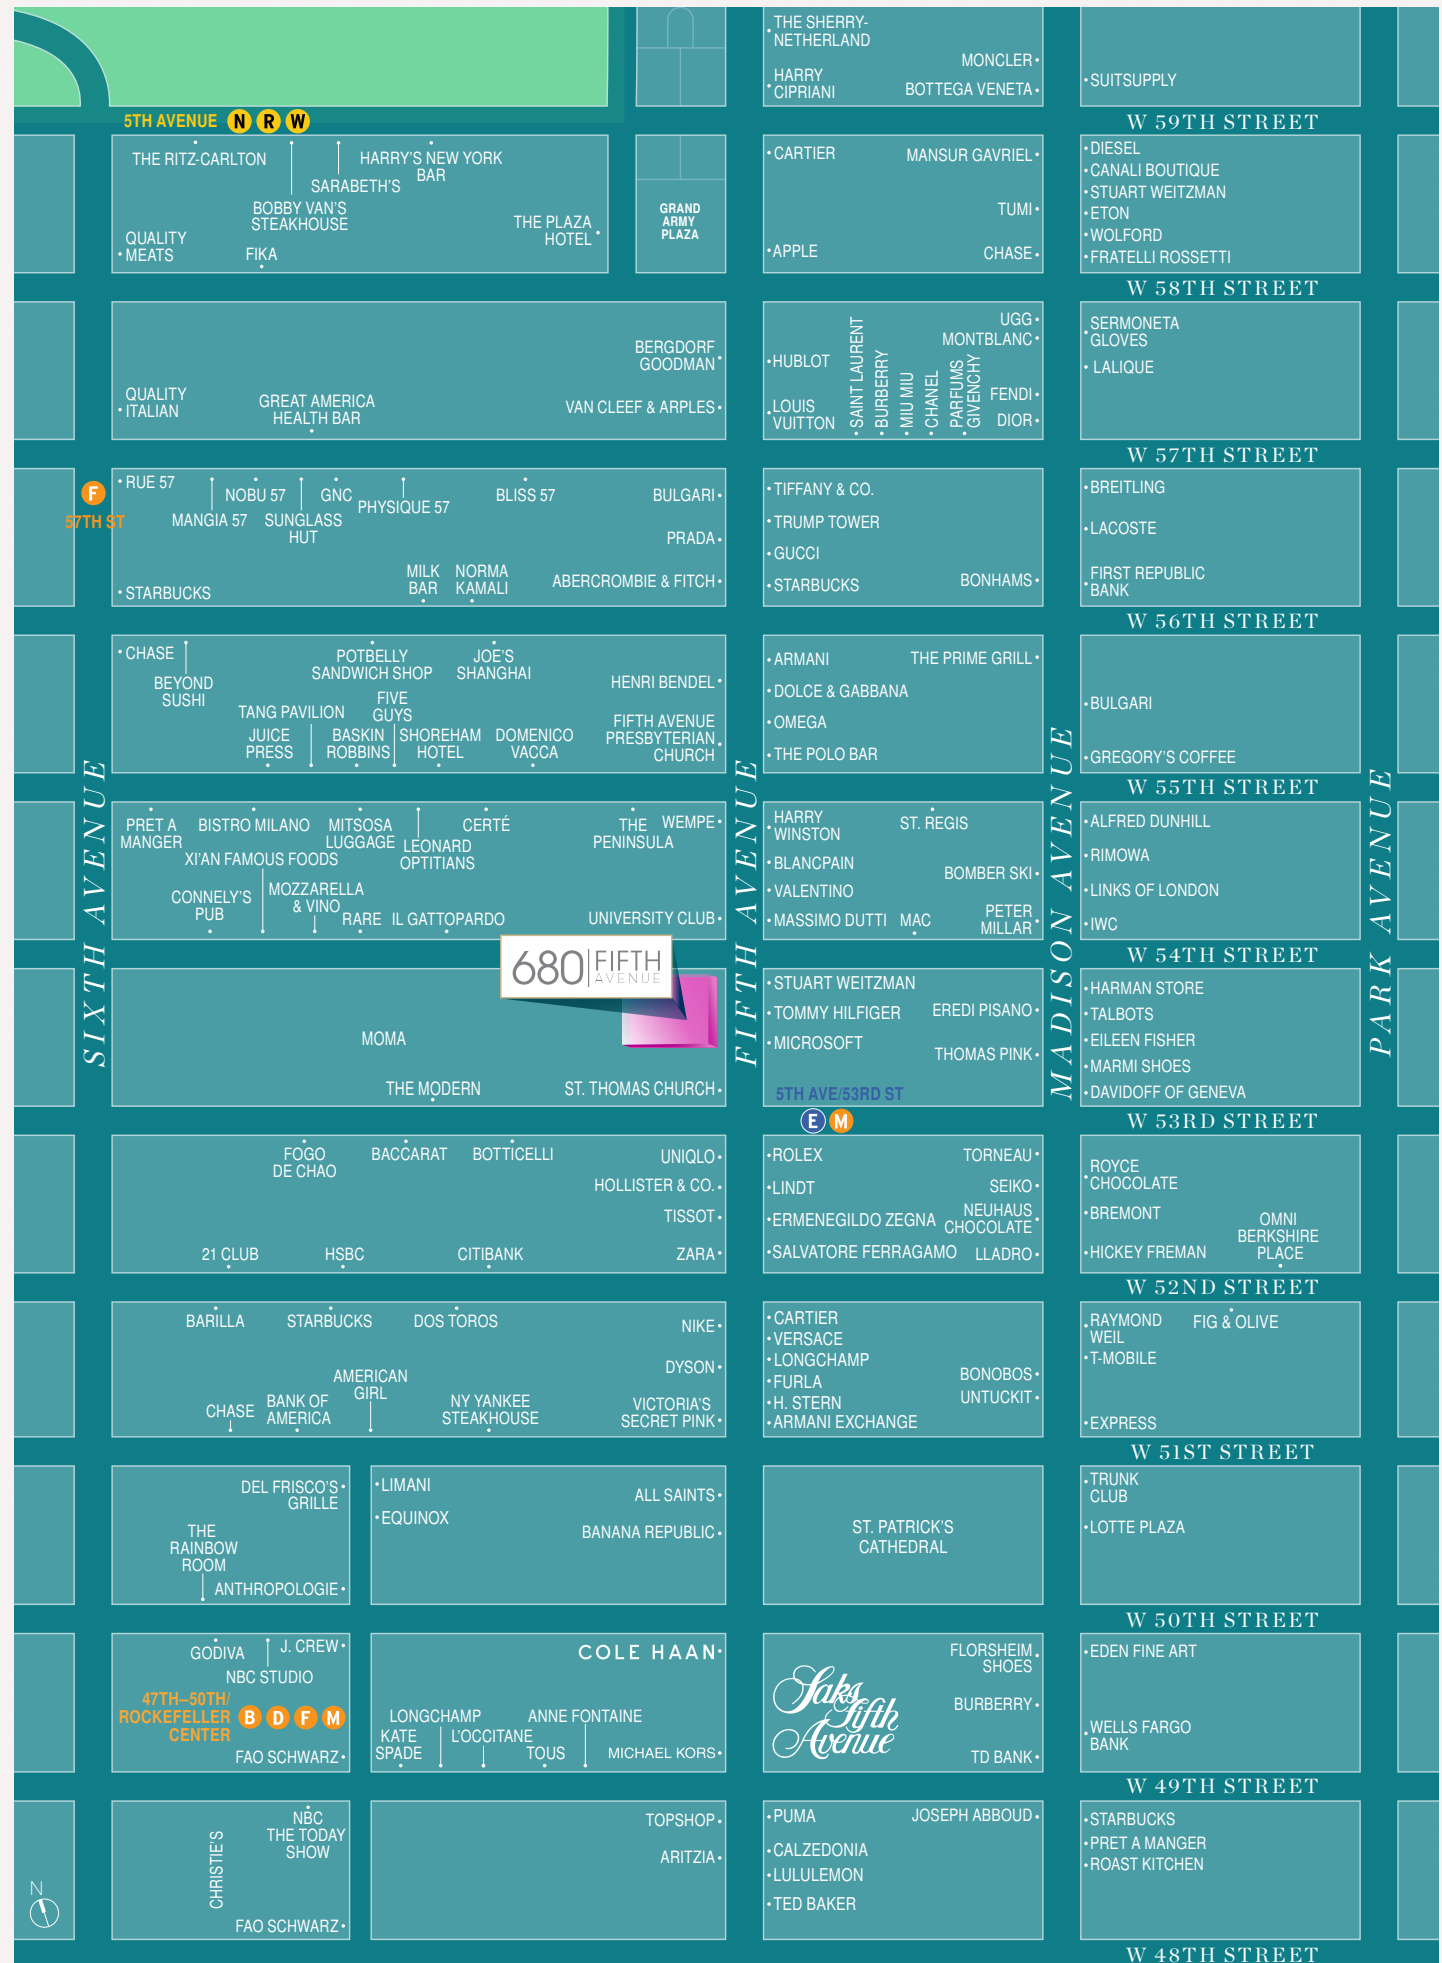 THE SHERRY-
NETHERLAND
MONCLER
HARRY
CIPRIANI
BOTTEGA VENETA
SUITSUPPLY
5TH AVENUE N R W
W 59TH STREET
THE RITZ-CARLTON
HARRY'S NEW YORK
BAR
SARABETH'S
BOBBY VAN'S
STEAKHOUSE
THE PLAZA
HOTEL
QUALITY
MEATS
FIKA
GRAND
ARMY
PLAZA
CARTIER
MANSUR GAVRIEL
TUMI
APPLE
CHASE
DIESEL
CANALI BOUTIQUE
STUART WEITZMAN
ETON
WOLFORD
FRATELLI ROSSETTI
W 58TH STREET
BERGDORF
GOODMAN
QUALITY
ITALIAN
GREAT AMERICA
HEALTH BAR
VAN CLEEF & ARPLES
HUBLOT
LOUIS
VUITTON
SAINT LAURENT
BURBERRY
MIU MIU
CHANEL
PARFUMS
GIVENCHY
UGG
MONTBLANC
FENDI
DIOR
SERMONETA
GLOVES
LALIQUE
W 57TH STREET
F
57TH ST
RUE 57
NOBU 57
GNC
PHYSIQUE 57
BLISS 57
BULGARI
MANGIA 57
SUNGLASS
HUT
PRADA
MILK
BAR
NORMA
KAMALI
ABERCROMBIE & FITCH
STARBUCKS
TIFFANY & CO.
TRUMP TOWER
GUCCI
STARBUCKS
BONHAMS
BREITLING
LACOSTE
FIRST REPUBLIC
BANK
W 56TH STREET
CHASE
BEYOND
SUSHI
POTBELLY
SANDWICH SHOP
JOE'S
SHANGHAI
HENRI BENDEL
TANG PAVILION
FIVE
GUYS
JUICE
PRESS
BASKIN
ROBBINS
SHOREHAM
HOTEL
DOMENICO
VACCA
FIFTH AVENUE
PRESBYTERIAN
CHURCH
ARMANI
THE PRIME GRILL
DOLCE & GABBANA
OMEGA
THE POLO BAR
BULGARI
GREGORY'S COFFEE
W 55TH STREET
SIXTH AVENUE
FIFTH AVENUE
MADISON AVENUE
PARK AVENUE
PRET A
MANGER
BISTRO MILANO
MITSOSA
LUGGAGE
LEONARD
OPTITIANS
CERTÉ
THE
PENINSULA
WEMPE
XI'AN FAMOUS FOODS
CONNELY'S
PUB
MOZZARELLA
& VINO
RARE
IL GATTOPARDO
UNIVERSITY CLUB
HARRY
WINSTON
ST. REGIS
BLANCPAIN
BOMBER SKI
VALENTINO
MASSIMO DUTTI
MAC
PETER
MILLAR
ALFRED DUNHILL
RIMOWA
LINKS OF LONDON
IWC
W 54TH STREET
680 FIFTH
AVENUE
MOMA
THE MODERN
ST. THOMAS CHURCH
STUART WEITZMAN
TOMMY HILFIGER
EREDI PISANO
MICROSOFT
THOMAS PINK
5TH AVE/53RD ST
E M
HARMAN STORE
TALBOTS
EILEEN FISHER
MARMI SHOES
DAVIDOFF OF GENEVA
W 53RD STREET
FOGO
DE CHAO
BACCARAT
BOTTICELLI
UNIQLO
HOLLISTER & CO.
TISSOT
21 CLUB
HSBC
CITIBANK
ZARA
ROLEX
TORNEAU
LINDT
SEIKO
ERMENEGILDO ZEGNA
NEUHAUS
CHOCOLATE
SALVATORE FERRAGAMO
LLADRO
ROYCE
CHOCOLATE
BREMONT
HICKEY FREMAN
OMNI
BERKSHIRE
PLACE
W 52ND STREET
BARILLA
STARBUCKS
DOS TOROS
NIKE
DYSON
AMERICAN
GIRL
CHASE
BANK OF
AMERICA
NY YANKEE
STEAKHOUSE
VICTORIA'S
SECRET PINK
CARTIER
VERSACE
LONGCHAMP
FURLA
H. STERN
ARMANI EXCHANGE
BONOBOS
UNTUCKIT
RAYMOND
WEIL
FIG & OLIVE
T-MOBILE
EXPRESS
W 51ST STREET
DEL FRISCO'S
GRILLE
THE
RAINBOW
ROOM
ANTHROPOLOGIE
LIMANI
EQUINOX
ALL SAINTS
BANANA REPUBLIC
ST. PATRICK'S
CATHEDRAL
TRUNK
CLUB
LOTTE PLAZA
W 50TH STREET
GODIVA
J. CREW
NBC STUDIO
47TH–50TH/
ROCKEFELLER
CENTER
B D F M
FAO SCHWARZ
COLE HAAN
LONGCHAMP
ANNE FONTAINE
KATE
SPADE
L'OCCITANE
TOUS
MICHAEL KORS
Saks
Fifth
Avenue
FLORSHEIM
SHOES
BURBERRY
TD BANK
EDEN FINE ART
WELLS FARGO
BANK
W 49TH STREET
NBC
THE TODAY
SHOW
CHRISTIE'S
FAO SCHWARZ
TOPSHOP
ARITZIA
PUMA
JOSEPH ABBOUD
CALZEDONIA
LULULEMON
TED BAKER
STARBUCKS
PRET A MANGER
ROAST KITCHEN
N
W 48TH STREET